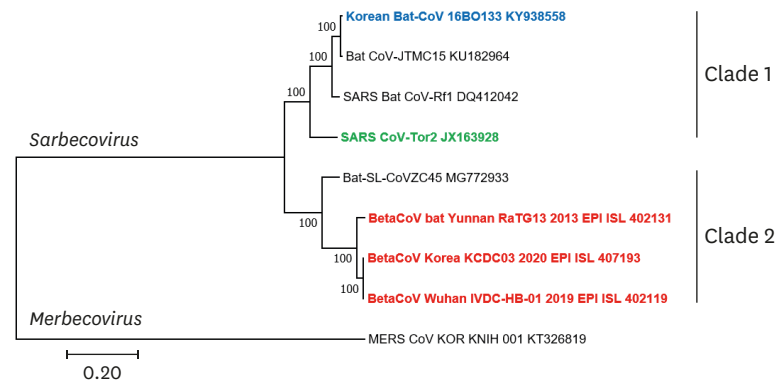 Korean Bat-CoV 16BO133 KY938558
100
Bat CoV-JTMC15 KU182964
100
Clade 1
SARS Bat CoV-Rf1 DQ412042
100
SARS CoV-Tor2 JX163928
Sarbecovirus
Bat-SL-CoVZC45 MG772933
BetaCoV bat Yunnan RaTG13 2013 EPI ISL 402131
100
Clade 2
BetaCoV Korea KCDC03 2020 EPI ISL 407193
100
100
BetaCoV Wuhan IVDC-HB-01 2019 EPI ISL 402119
Merbecovirus
MERS CoV KOR KNIH 001 KT326819
0.20